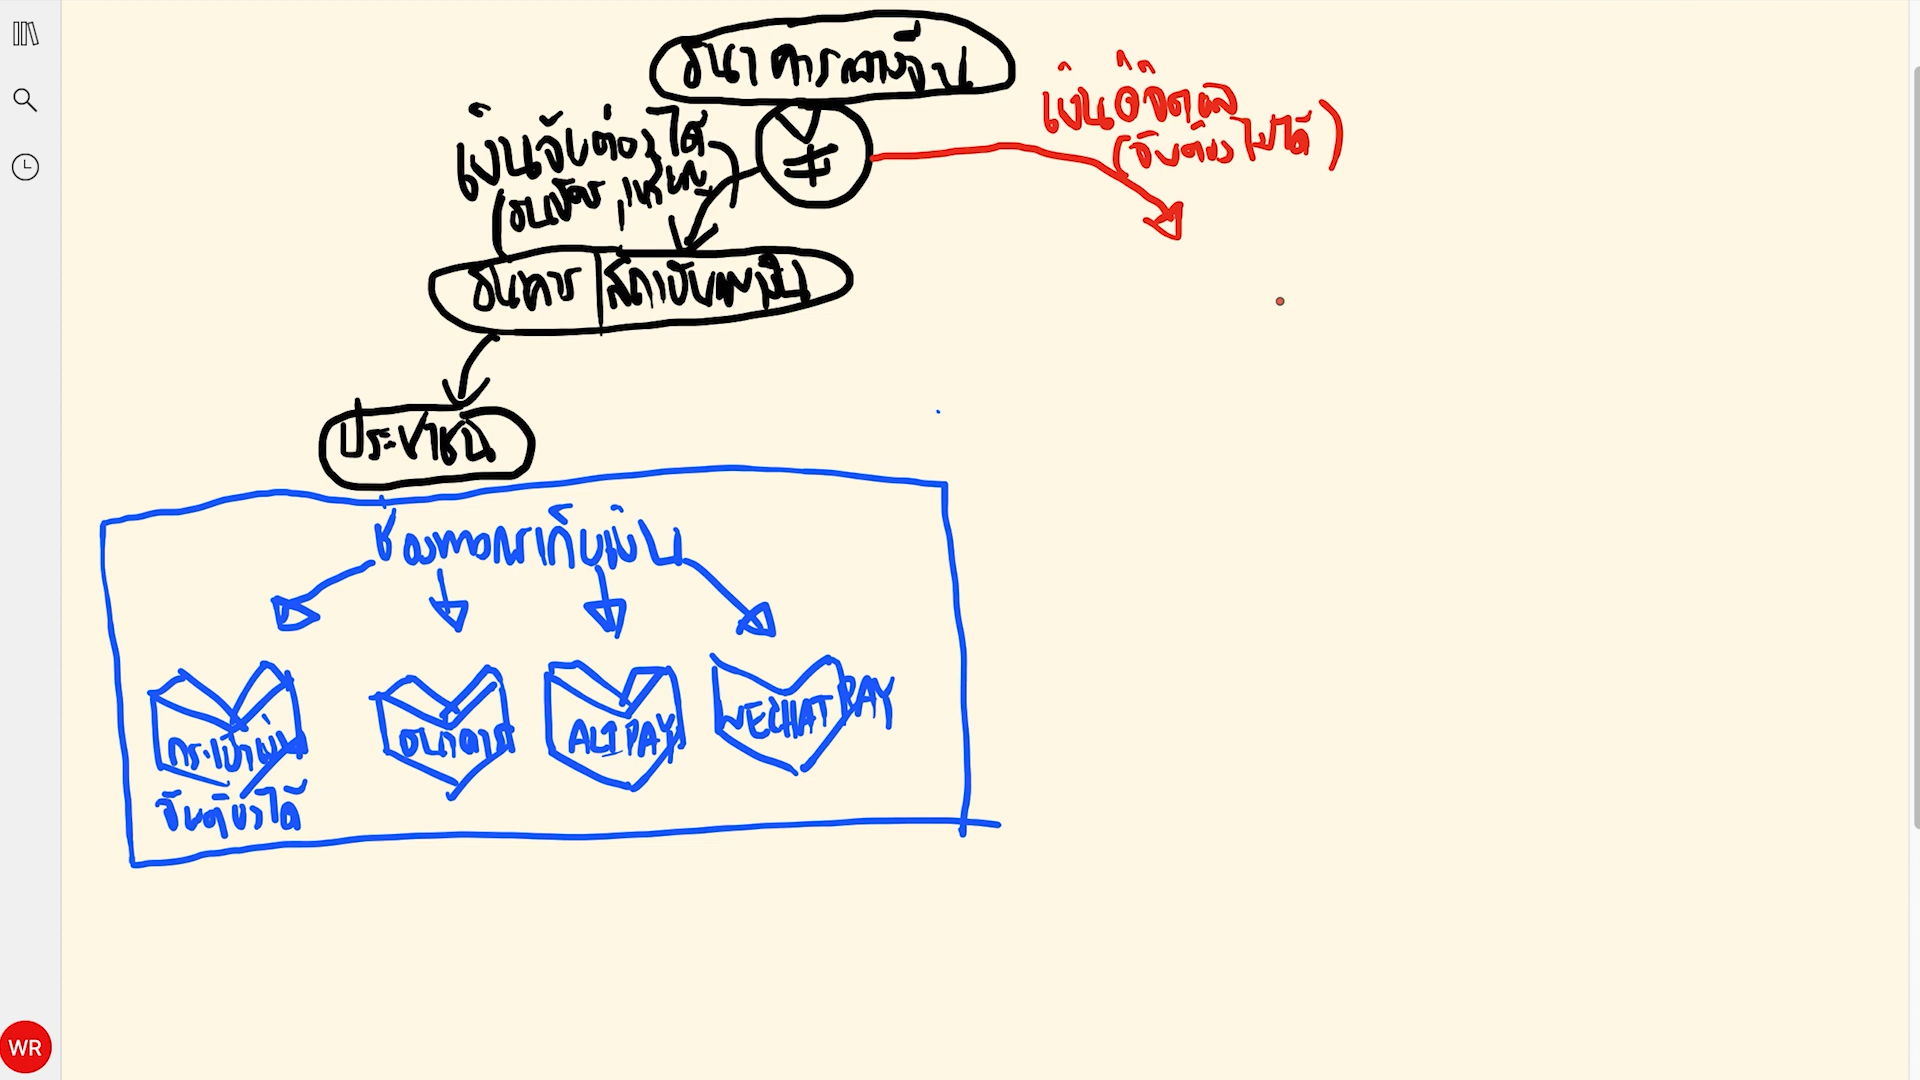 ธนาคารกลางจีน
¥
เงินจับต้องได้
(ธนบัตร, เหรียญ)
เงินดิจิตอล
(จับต้องไม่ได้)
ธนาคาร | สถาบันการเงิน
ประชาชน
ช่องทางการเก็บเงิน
กระเป๋าเงิน
จับต้องได้
ธนาคาร
ALIPAY
WECHAT PAY
WR